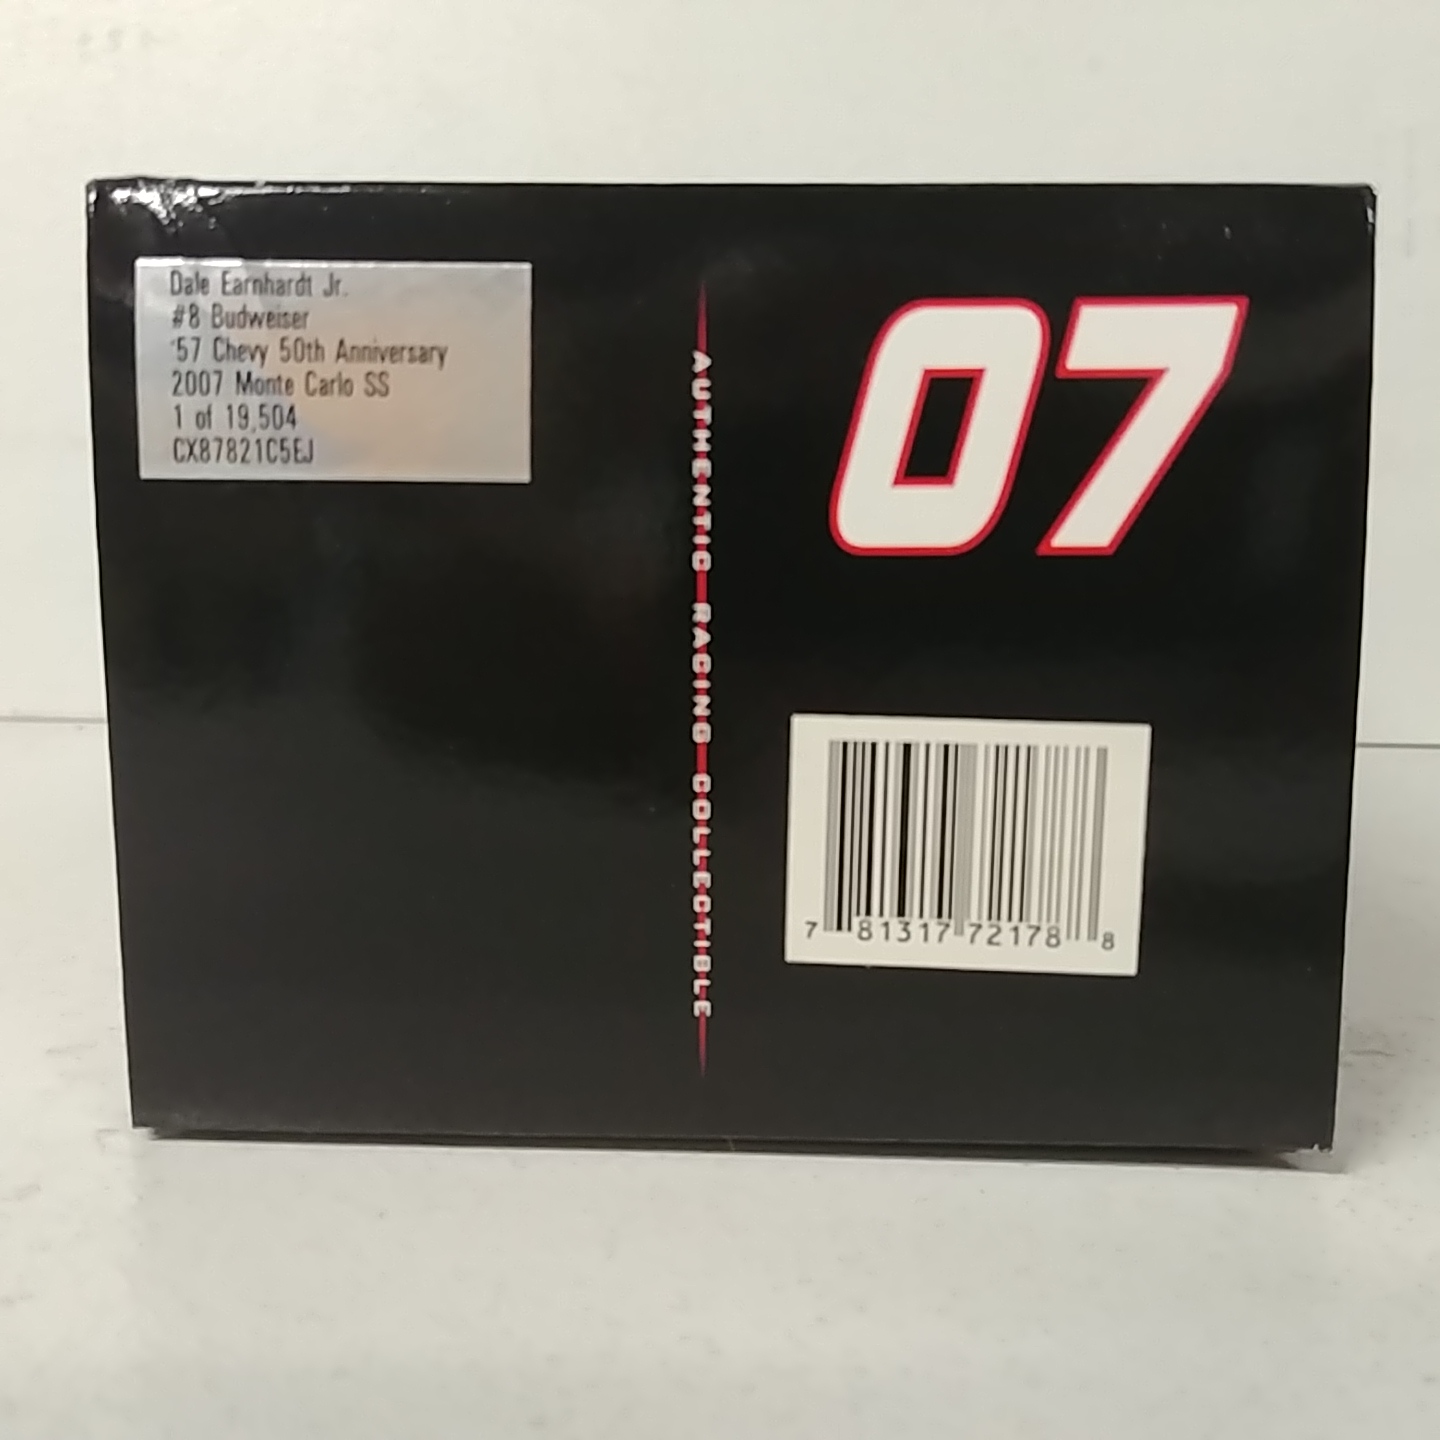 Dale Earnhardt Jr.
#8 Budweiser
'57 Chevy 50th Anniversary
2007 Monte Carlo SS
1 of 19,504
CX87821C5EJ
AUTHENTIC RACING COLLECTIBLE
07
7 81317 72178 8